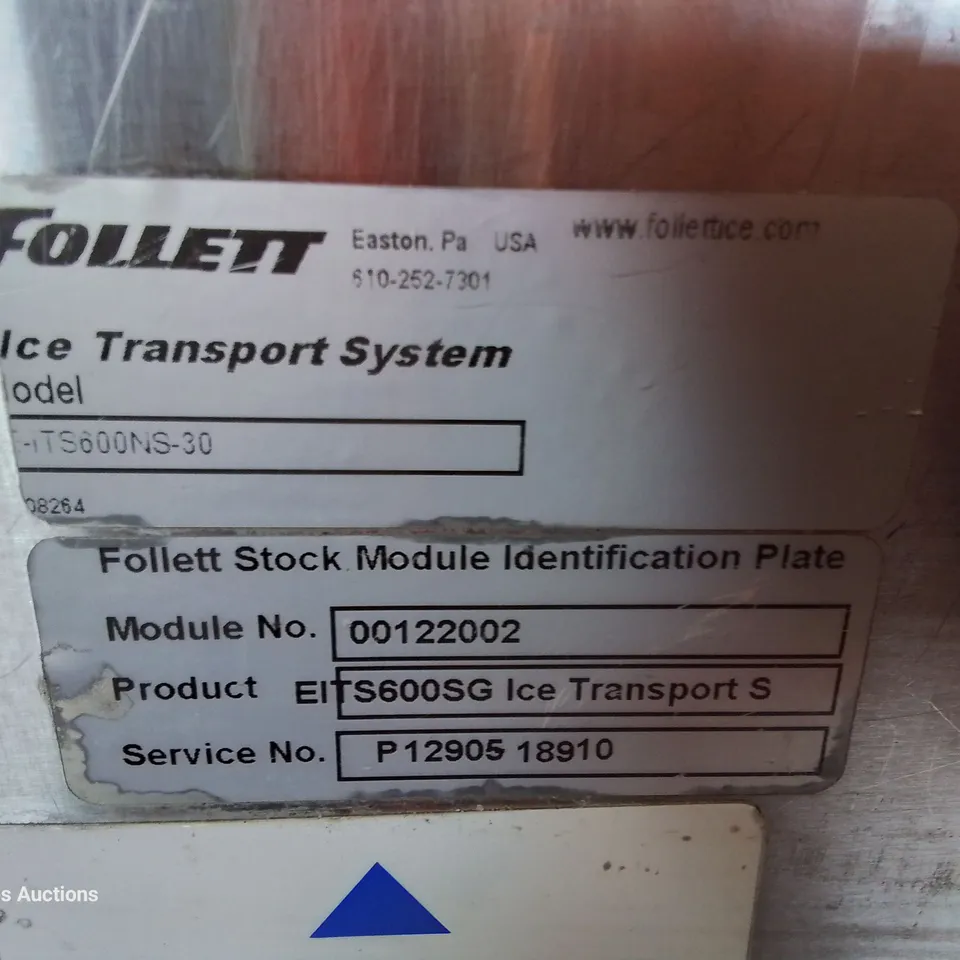 FOLLETT
Easton, Pa USA
610-252-7301
www.follettice.com
Ice Transport System
Model
E-ITS600NS-30
08264
Follett Stock Module Identification Plate
Module No. 00122002
Product EITS600SG Ice Transport S
Service No. P12905 18910
s Auctions